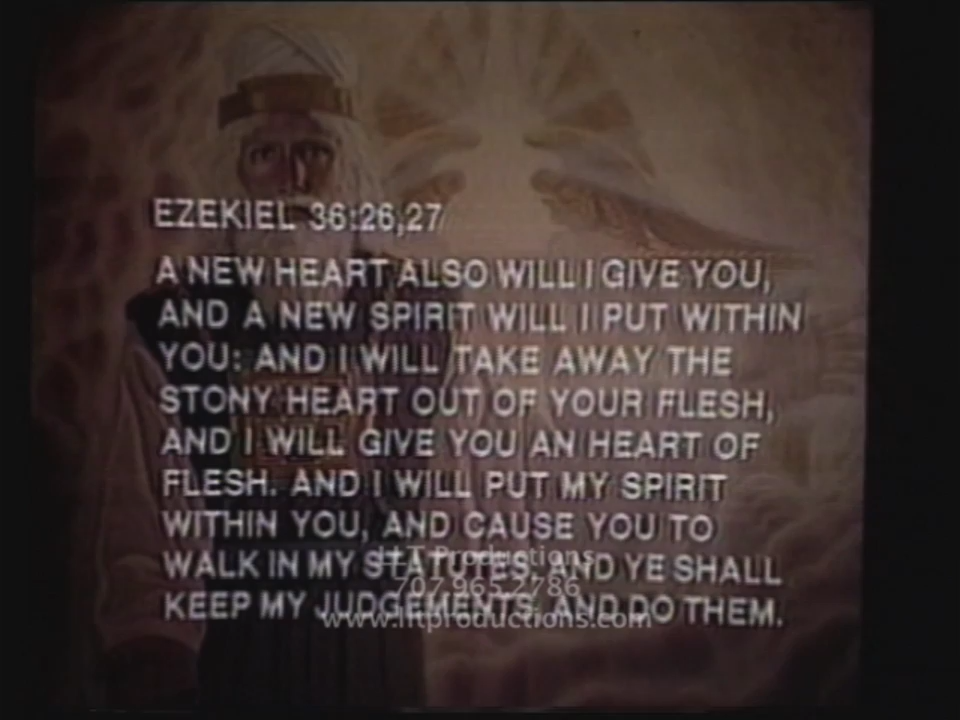 EZEKIEL 36:26,27
A NEW HEART ALSO WILL I GIVE YOU,
AND A NEW SPIRIT WILL I PUT WITHIN
YOU: AND I WILL TAKE AWAY THE
STONY HEART OUT OF YOUR FLESH,
AND I WILL GIVE YOU AN HEART OF
FLESH. AND I WILL PUT MY SPIRIT
WITHIN YOU, AND CAUSE YOU TO
WALK IN MY STATUTES, AND YE SHALL
KEEP MY JUDGEMENTS, AND DO THEM.
LLT Productions
707.965.2786
www.lltproductions.com